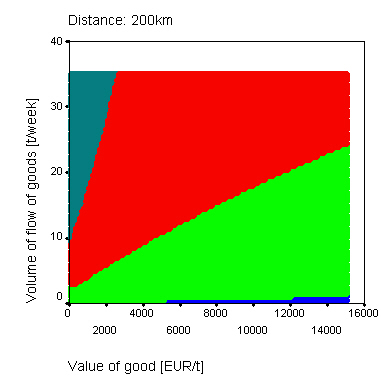 Distance: 200km
Volume of flow of goods [t/week]
40
30
20
10
0
0 4000 8000 12000 16000
2000 6000 10000 14000
Value of good [EUR/t]